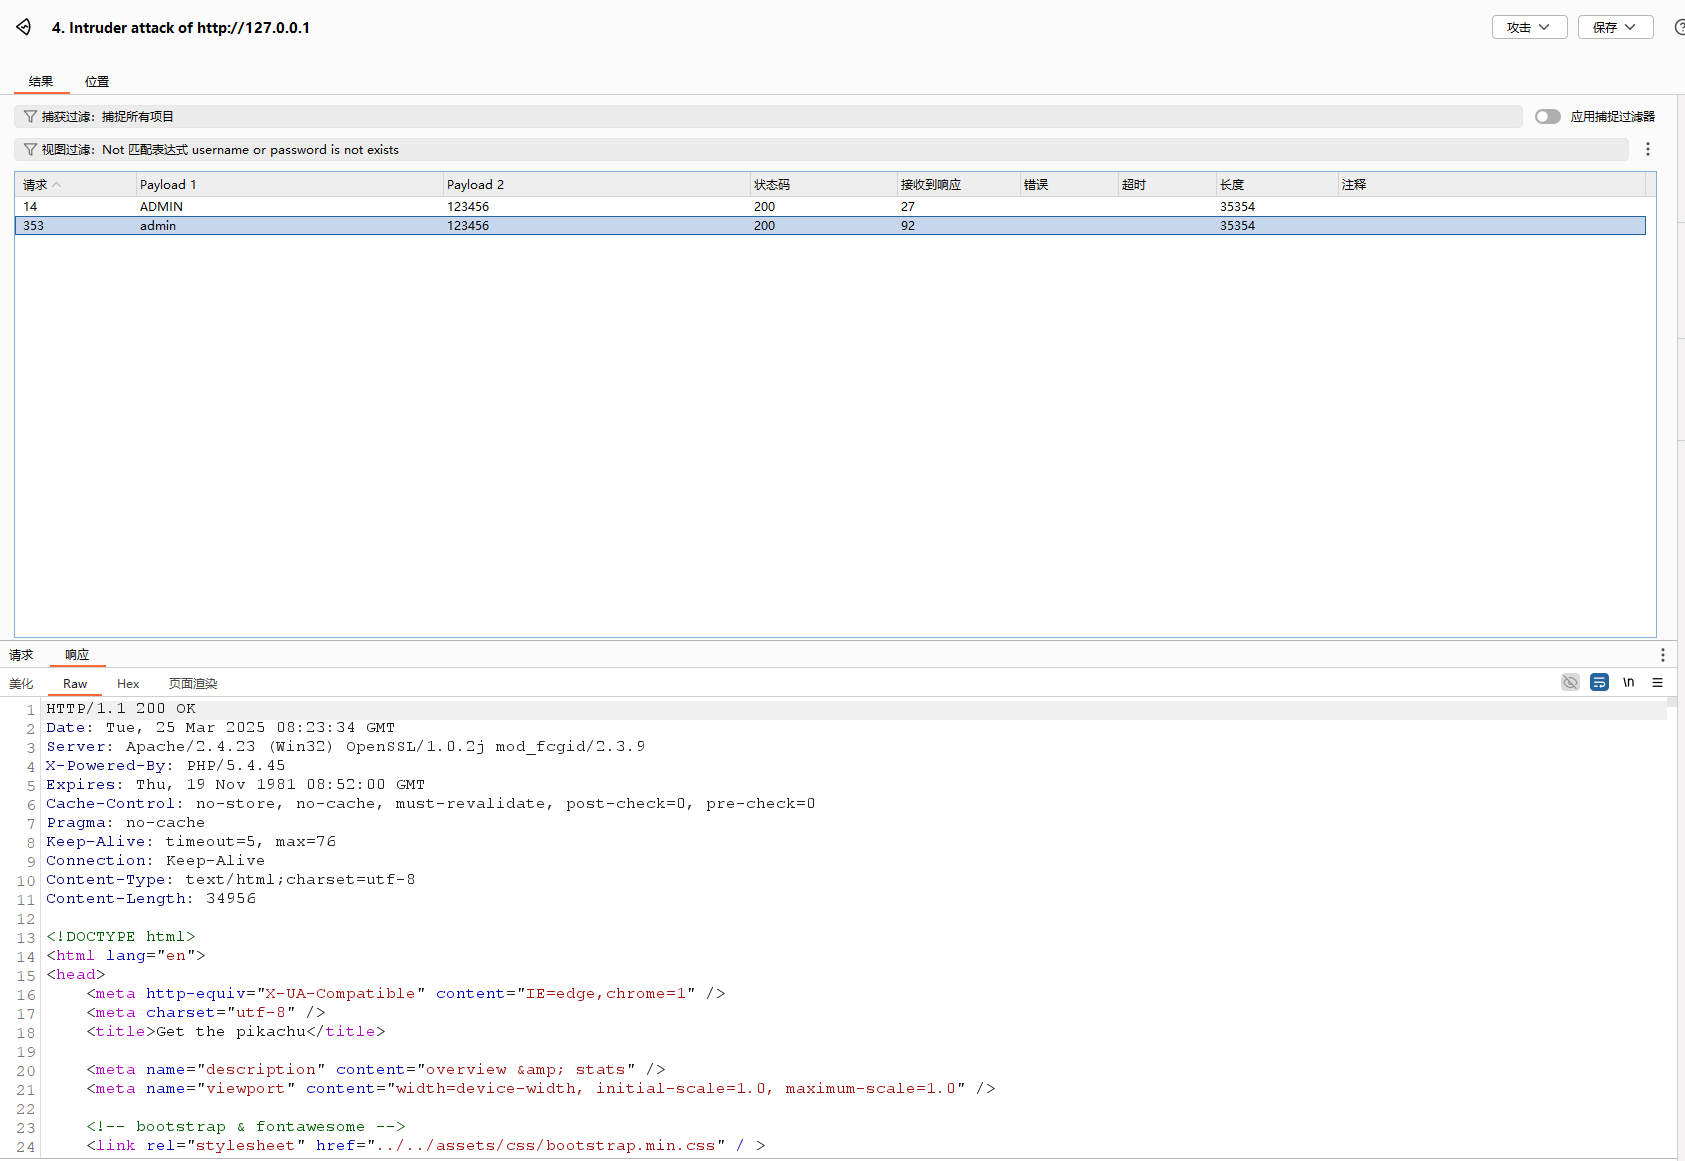 4. Intruder attack of http://127.0.0.1
攻击
保存
?
结果 位置
捕获过滤：捕捉所有项目
应用捕捉过滤器
视图过滤：Not 匹配表达式 username or password is not exists
请求 Payload 1 Payload 2 状态码 接收到响应 错误 超时 长度 注释
14 ADMIN 123456 200 27 35354
353 admin 123456 200 92 35354
请求 响应
美化 Raw Hex 页面渲染 \n
1 HTTP/1.1 200 OK
2 Date: Tue, 25 Mar 2025 08:23:34 GMT
3 Server: Apache/2.4.23 (Win32) OpenSSL/1.0.2j mod_fcgid/2.3.9
4 X-Powered-By: PHP/5.4.45
5 Expires: Thu, 19 Nov 1981 08:52:00 GMT
6 Cache-Control: no-store, no-cache, must-revalidate, post-check=0, pre-check=0
7 Pragma: no-cache
8 Keep-Alive: timeout=5, max=76
9 Connection: Keep-Alive
10 Content-Type: text/html;charset=utf-8
11 Content-Length: 34956
12
13 <!DOCTYPE html>
14 <html lang="en">
15 <head>
16 <meta http-equiv="X-UA-Compatible" content="IE=edge,chrome=1" />
17 <meta charset="utf-8" />
18 <title>Get the pikachu</title>
19
20 <meta name="description" content="overview &amp; stats" />
21 <meta name="viewport" content="width=device-width, initial-scale=1.0, maximum-scale=1.0" />
22
23 <!-- bootstrap & fontawesome -->
24 <link rel="stylesheet" href="../../assets/css/bootstrap.min.css" / >